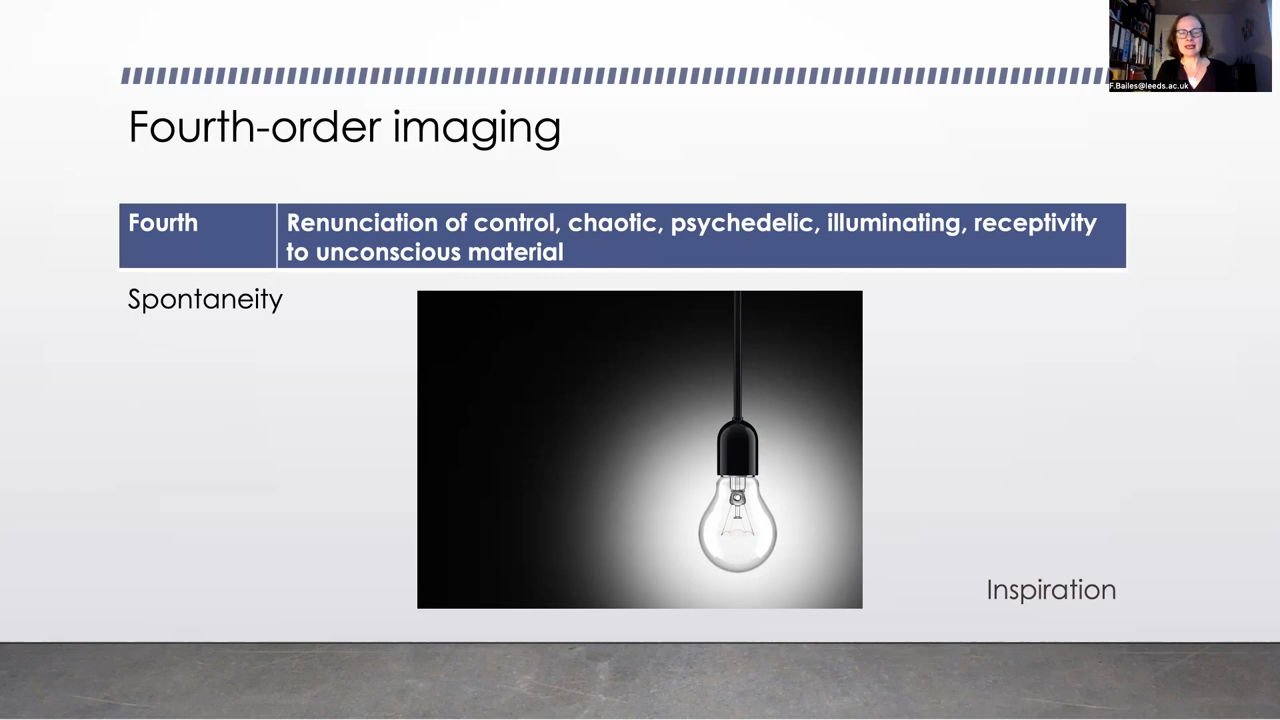 F.Bailes@leeds.ac.uk
Fourth-order imaging
Fourth
Renunciation of control, chaotic, psychedelic, illuminating, receptivity
to unconscious material
Spontaneity
Inspiration